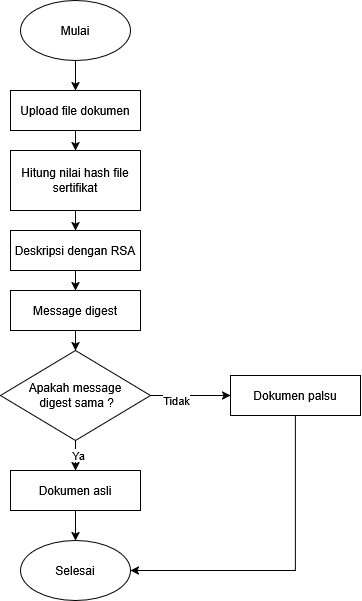 Mulai
Upload file dokumen
Hitung nilai hash file
sertifikat
Deskripsi dengan RSA
Message digest
Apakah message
digest sama ?
Tidak
Dokumen palsu
Ya
Dokumen asli
Selesai